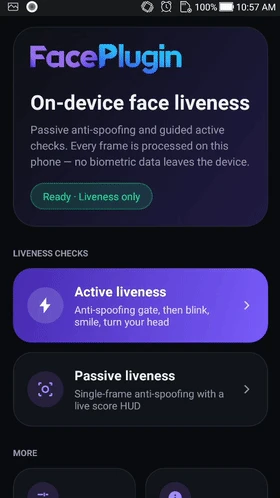 100% 10:57 AM
FacePlugin
On-device face liveness
Passive anti-spoofing and guided active
checks. Every frame is processed on this
phone — no biometric data leaves the device.
Ready · Liveness only
LIVENESS CHECKS
Active liveness
Anti-spoofing gate, then blink,
smile, turn your head
Passive liveness
Single-frame anti-spoofing with a
live score HUD
MORE